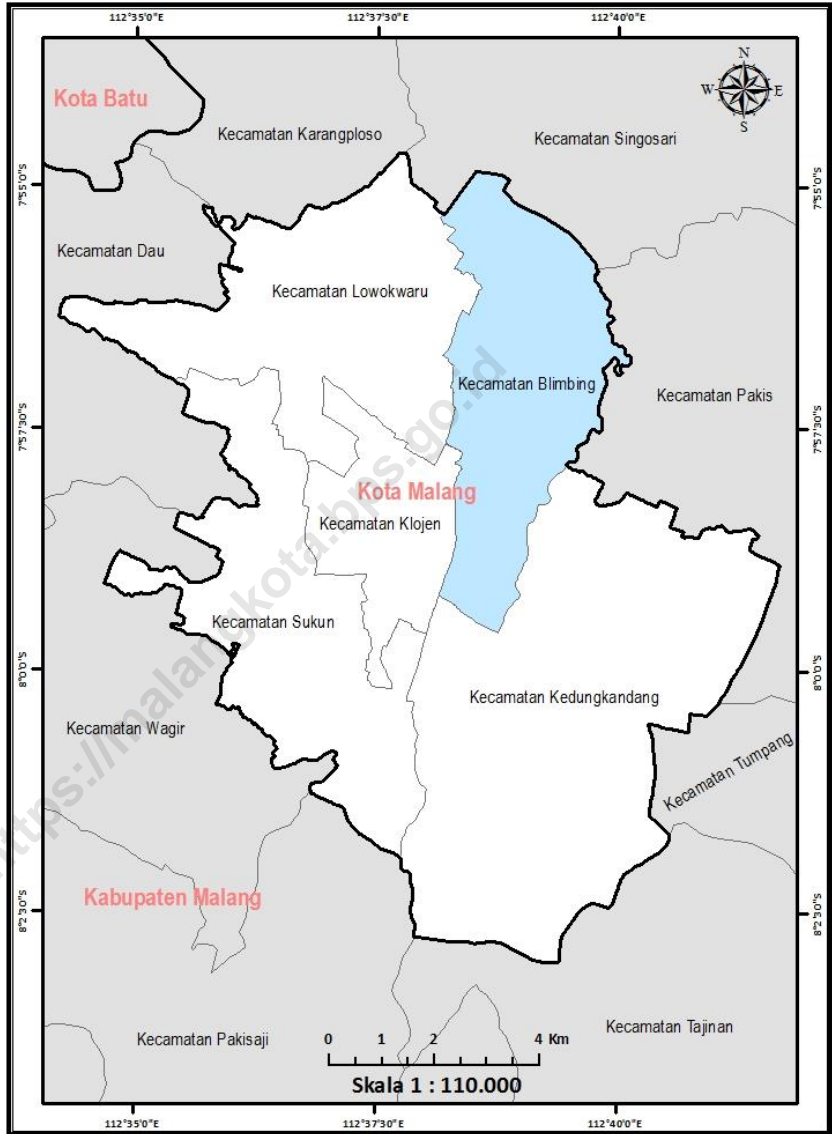 112°35'0"E
112°37'30"E
112°40'0"E
N
W
E
S
Kota Batu
Kecamatan Karangploso
Kecamatan Singosari
7°55'0"S
7°55'0"S
Kecamatan Dau
Kecamatan Lowokwaru
Kecamatan Blimbing
Kecamatan Pakis
7°57'30"S
7°57'30"S
Kota Malang
Kecamatan Klojen
Kecamatan Sukun
8°0'0"S
8°0'0"S
Kecamatan Kedungkandang
Kecamatan Wagir
Kecamatan Tumpang
Kabupaten Malang
8°2'30"S
8°2'30"S
Kecamatan Pakisaji
Kecamatan Tajinan
0 1 2 4 Km
Skala 1 : 110.000
112°35'0"E
112°37'30"E
112°40'0"E
https://malangkota.bps.go.id